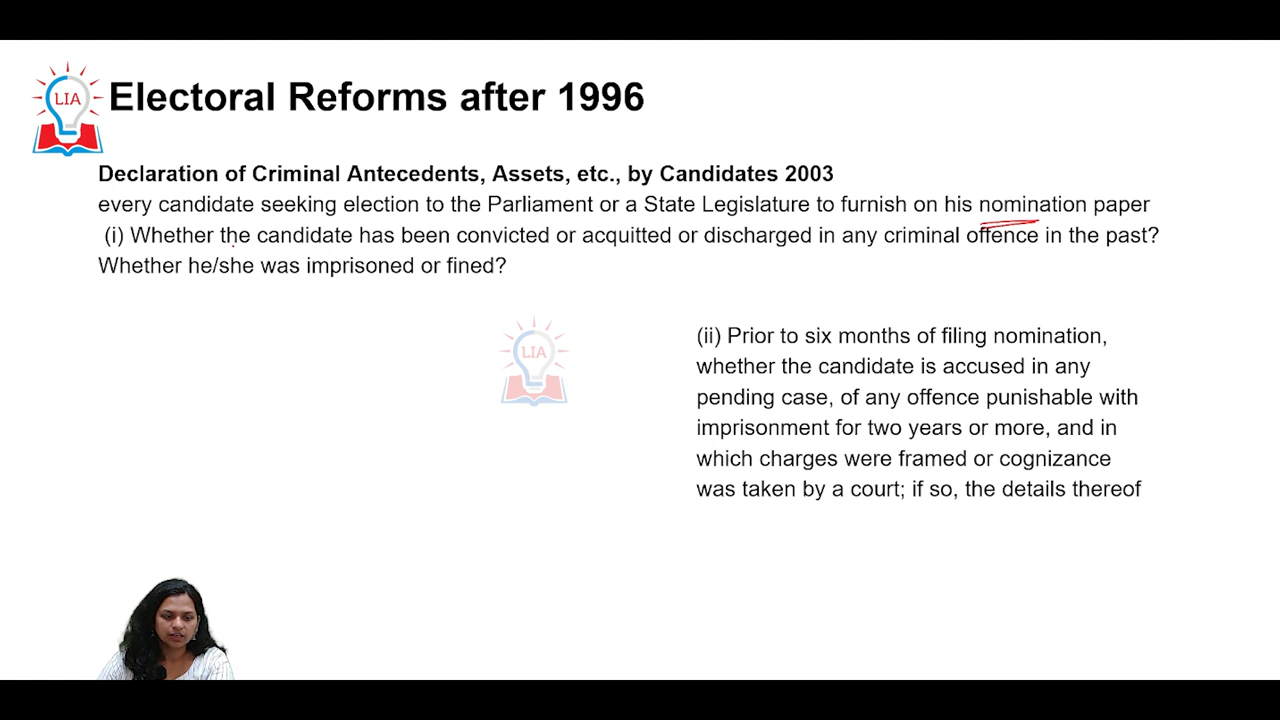 LIA
Electoral Reforms after 1996
Declaration of Criminal Antecedents, Assets, etc., by Candidates 2003
every candidate seeking election to the Parliament or a State Legislature to furnish on his nomination paper
(i) Whether the candidate has been convicted or acquitted or discharged in any criminal offence in the past?
Whether he/she was imprisoned or fined?
LIA
(ii) Prior to six months of filing nomination,
whether the candidate is accused in any
pending case, of any offence punishable with
imprisonment for two years or more, and in
which charges were framed or cognizance
was taken by a court; if so, the details thereof